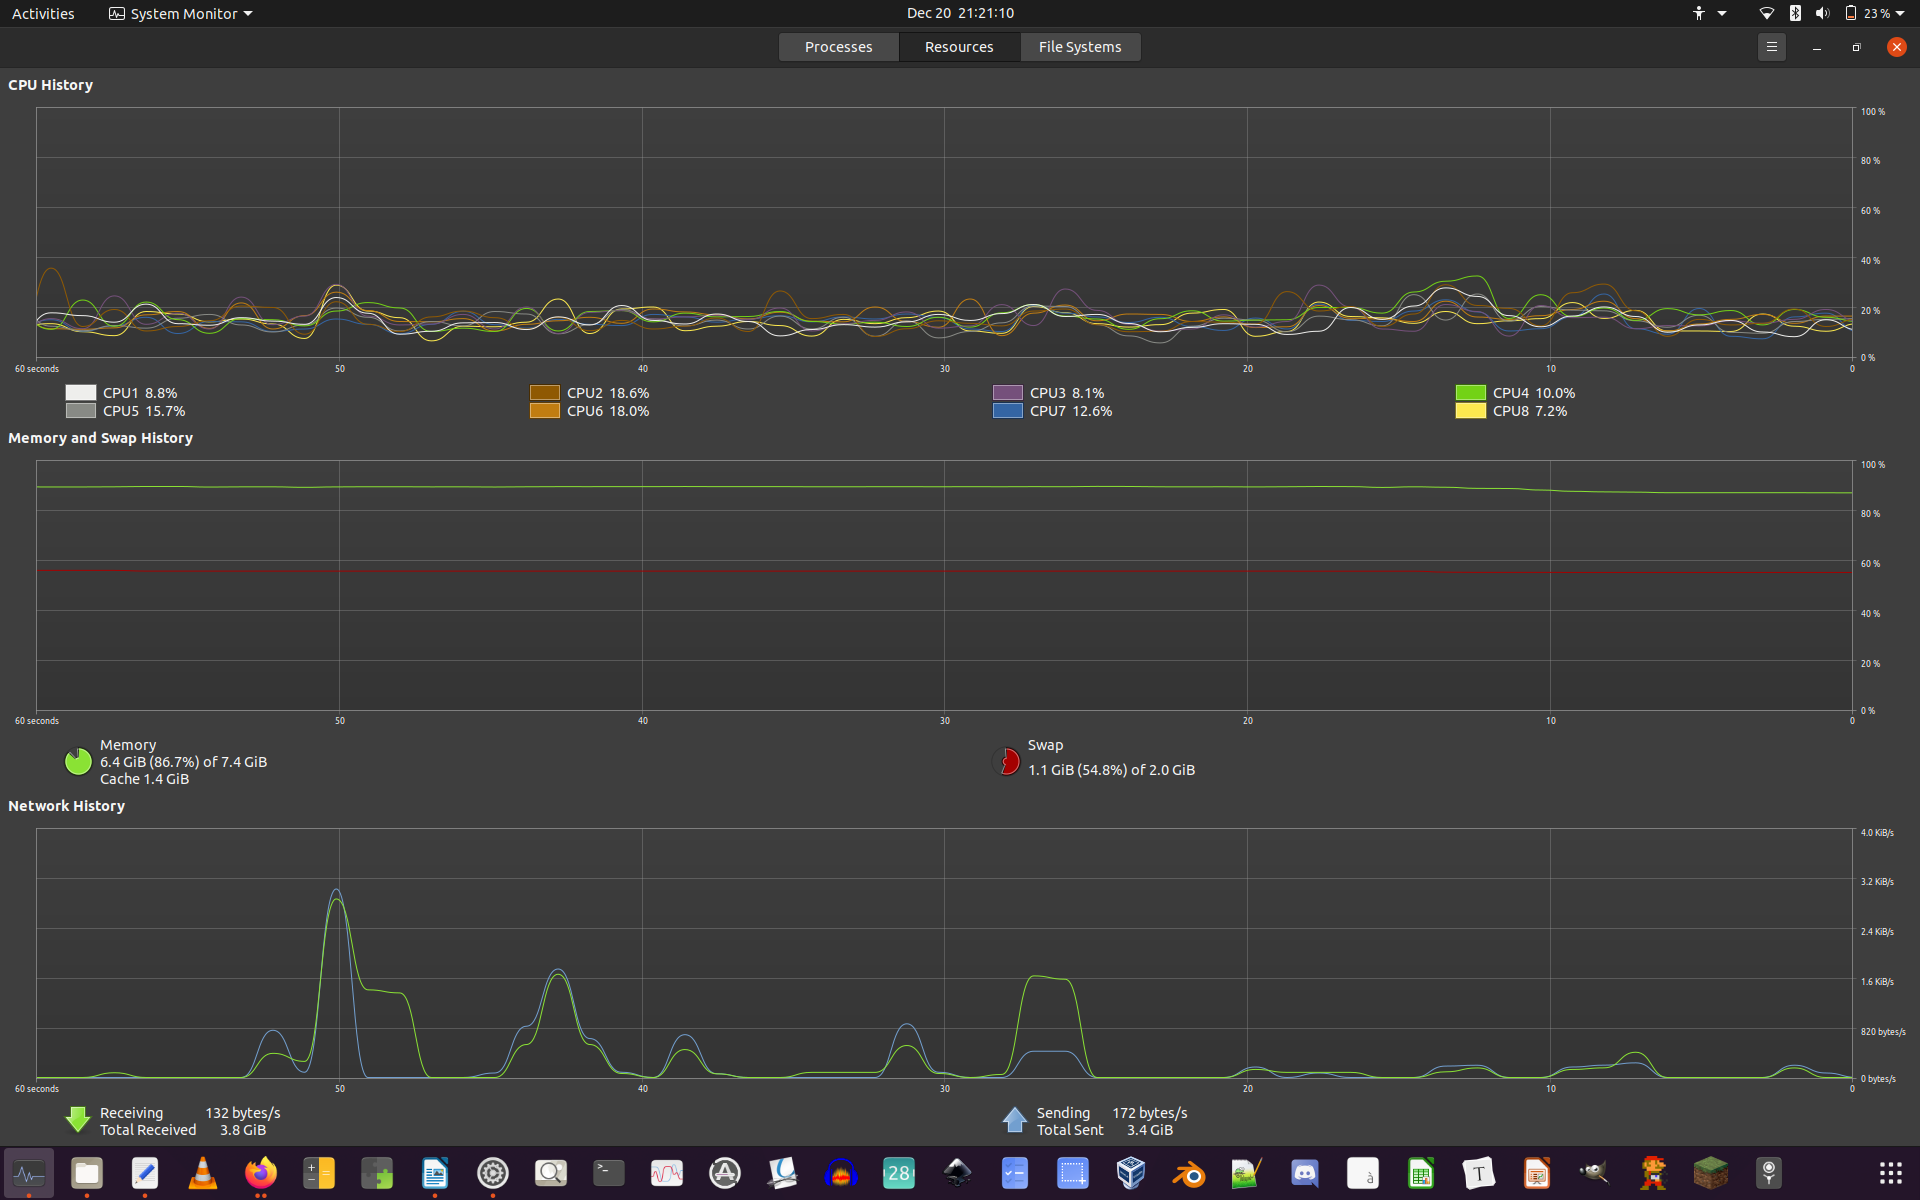 Activities System Monitor Dec 20 21:21:10 23 %
Processes Resources File Systems
CPU History
100 %
80 %
60 %
40 %
20 %
0 %
60 seconds 50 40 30 20 10 0
CPU1 8.8% CPU2 18.6% CPU3 8.1% CPU4 10.0%
CPU5 15.7% CPU6 18.0% CPU7 12.6% CPU8 7.2%
Memory and Swap History
100 %
80 %
60 %
40 %
20 %
0 %
60 seconds 50 40 30 20 10 0
Memory
6.4 GiB (86.7%) of 7.4 GiB
Cache 1.4 GiB
Swap
1.1 GiB (54.8%) of 2.0 GiB
Network History
4.0 KiB/s
3.2 KiB/s
2.4 KiB/s
1.6 KiB/s
820 bytes/s
0 bytes/s
60 seconds 50 40 30 20 10 0
Receiving 132 bytes/s
Total Received 3.8 GiB
Sending 172 bytes/s
Total Sent 3.4 GiB
28
T
à